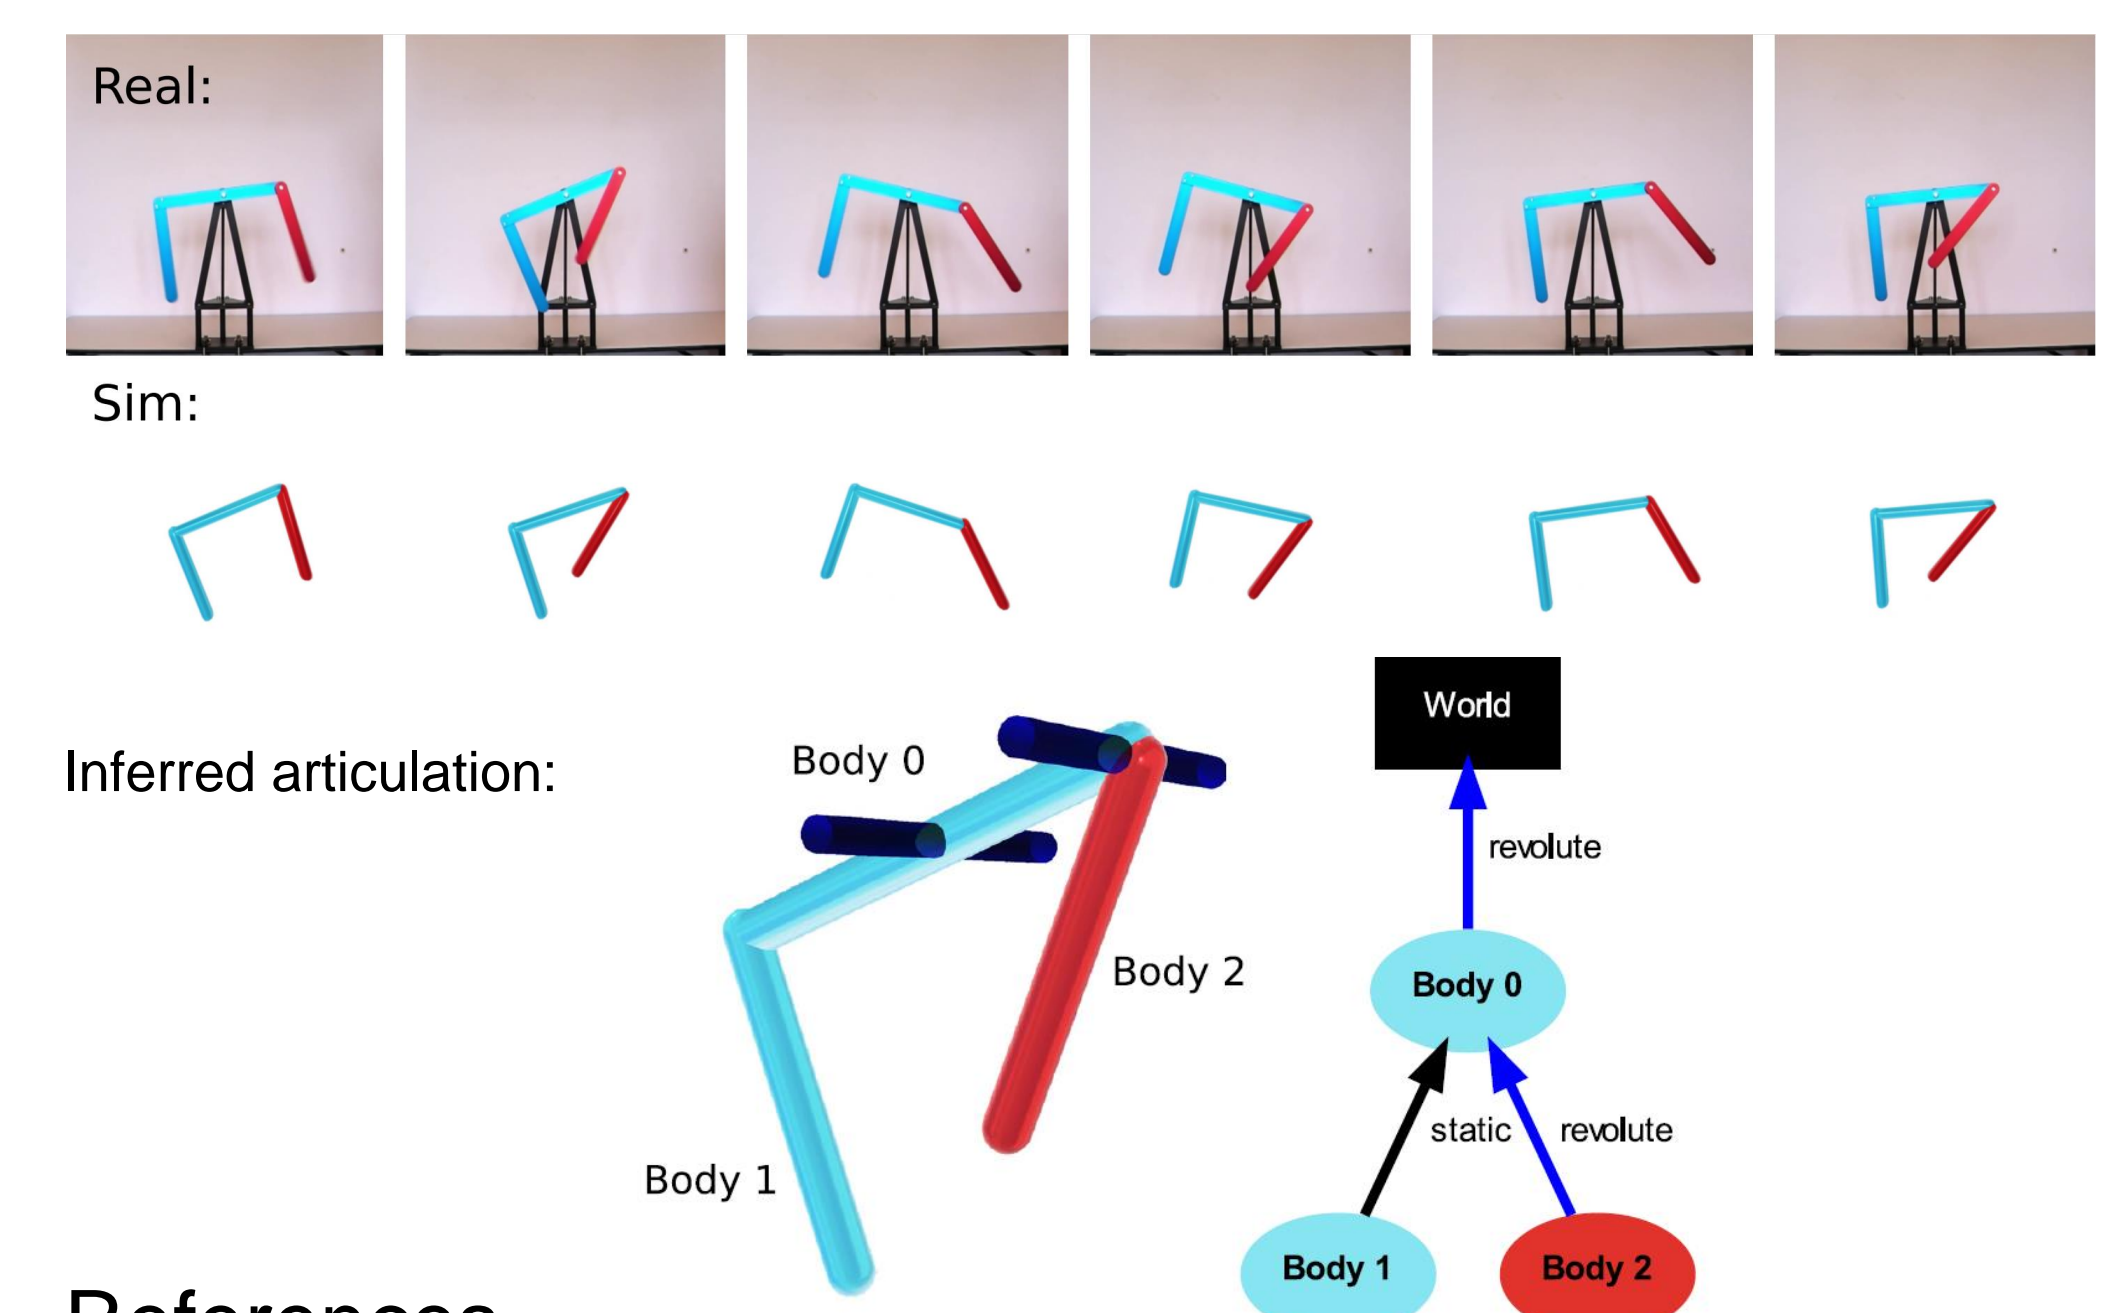 Real:
Sim:
World
Inferred articulation:
Body 0
revolute
Body 2
Body 0
static
revolute
Body 1
Body 1
Body 2
References